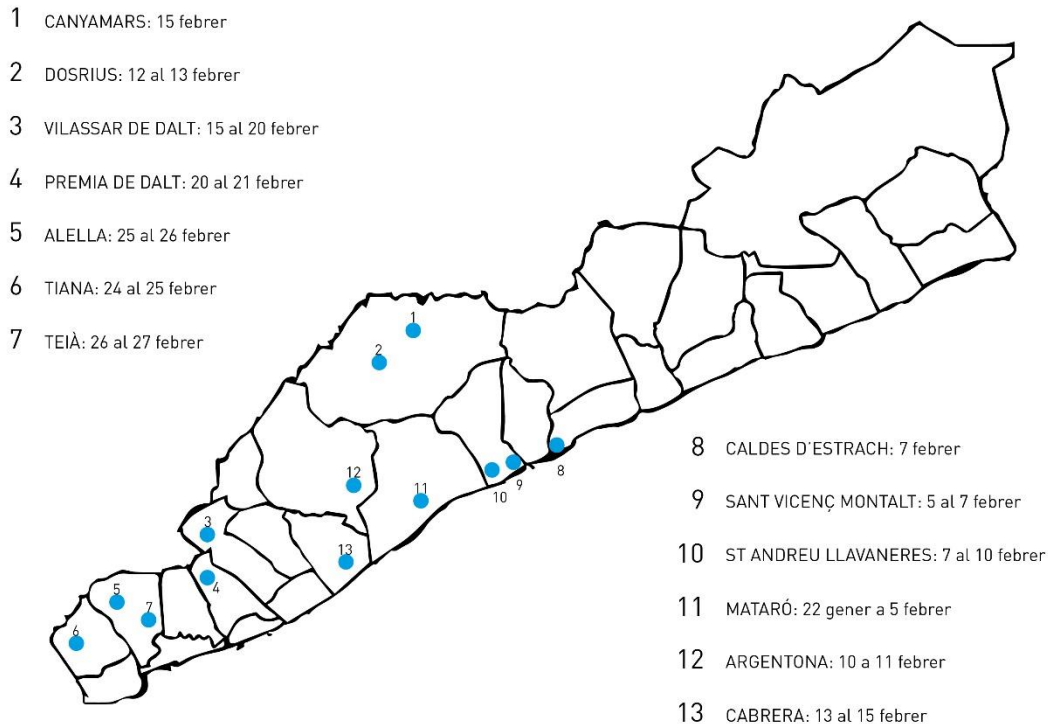 1 CANYAMARS: 15 febrer
2 DOSRIUS: 12 al 13 febrer
3 VILASSAR DE DALT: 15 al 20 febrer
4 PREMIA DE DALT: 20 al 21 febrer
5 ALELLA: 25 al 26 febrer
6 TIANA: 24 al 25 febrer
7 TEIÀ: 26 al 27 febrer
1
2
12
11
10
9
8
3
13
4
5
7
6
8 CALDES D'ESTRACH: 7 febrer
9 SANT VICENÇ MONTALT: 5 al 7 febrer
10 ST ANDREU LLAVANERES: 7 al 10 febrer
11 MATARÓ: 22 gener a 5 febrer
12 ARGENTONA: 10 a 11 febrer
13 CABRERA: 13 al 15 febrer